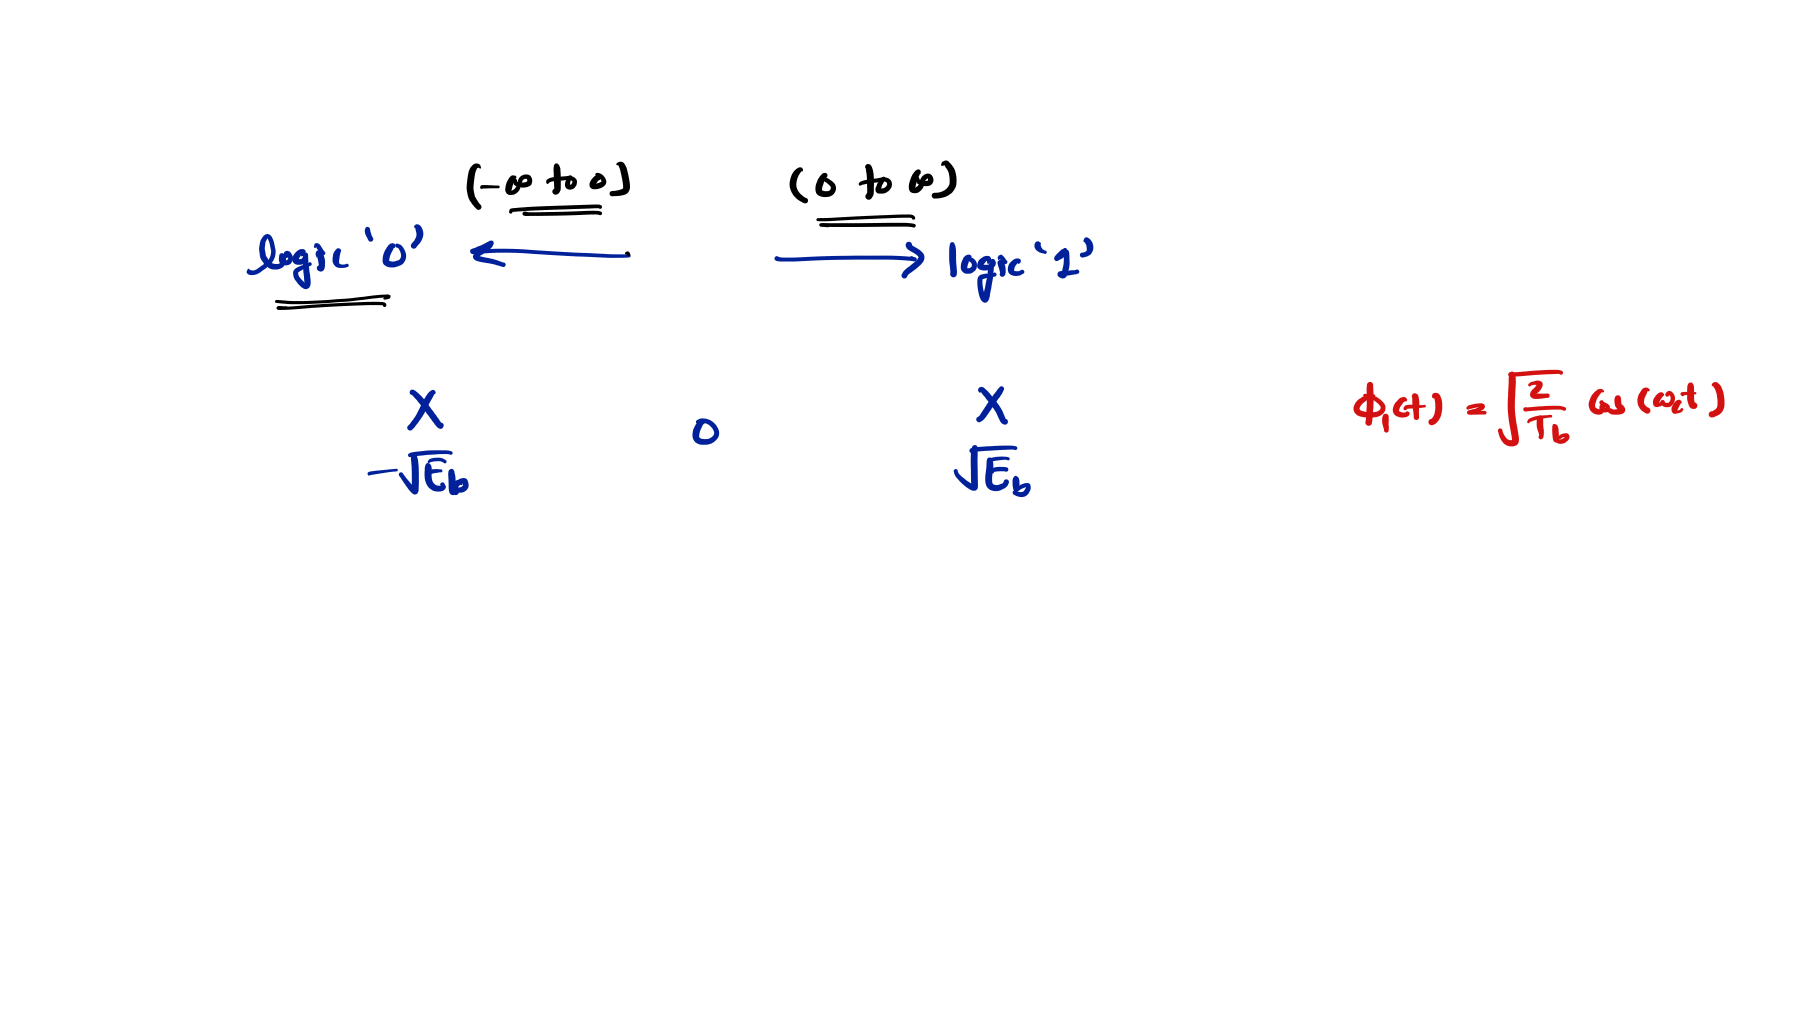 (-∞ to 0] (0 to ∞)
logic '0' ← → logic '1'
X 0 X
-√Eb √Eb
ϕ₁(t) = √(2/Tb) cos(ωct)